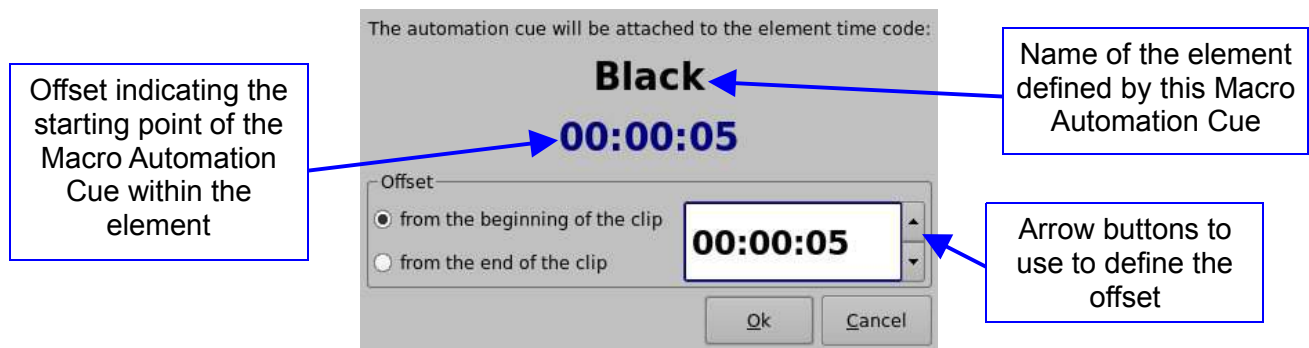 The automation cue will be attached to the element time code:
Black
00:00:05
Offset
from the beginning of the clip
00:00:05
from the end of the clip
Ok
Cancel
Offset indicating the
starting point of the
Macro Automation
Cue within the
element
Name of the element
defined by this Macro
Automation Cue
Arrow buttons to
use to define the
offset